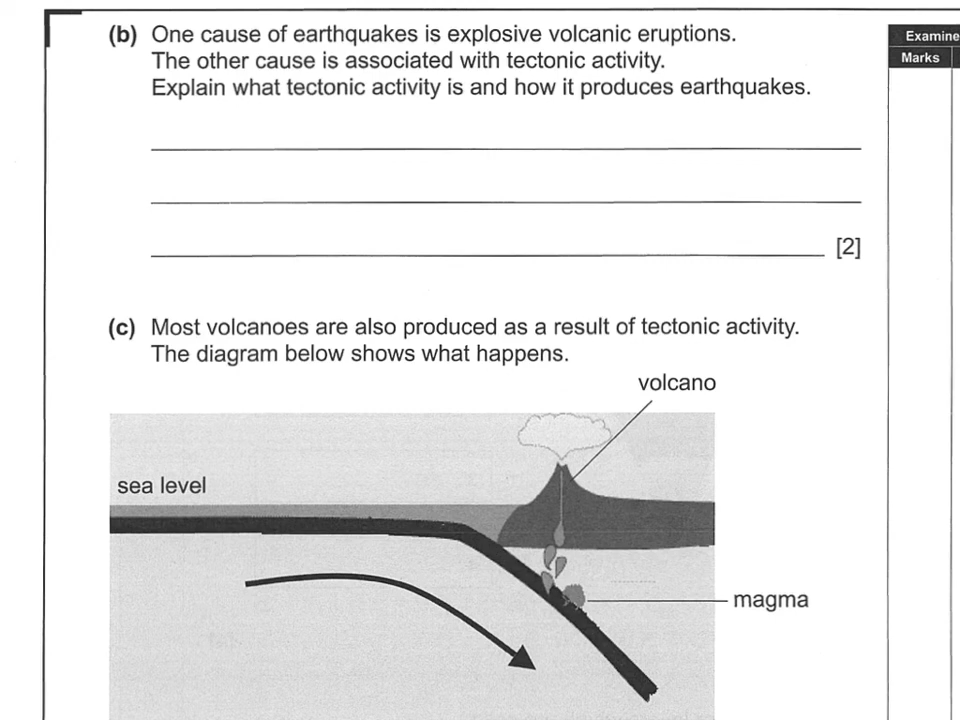 (b) One cause of earthquakes is explosive volcanic eruptions.
The other cause is associated with tectonic activity.
Explain what tectonic activity is and how it produces earthquakes.
[2]
Examine
Marks
(c) Most volcanoes are also produced as a result of tectonic activity.
The diagram below shows what happens.
volcano
sea level
magma